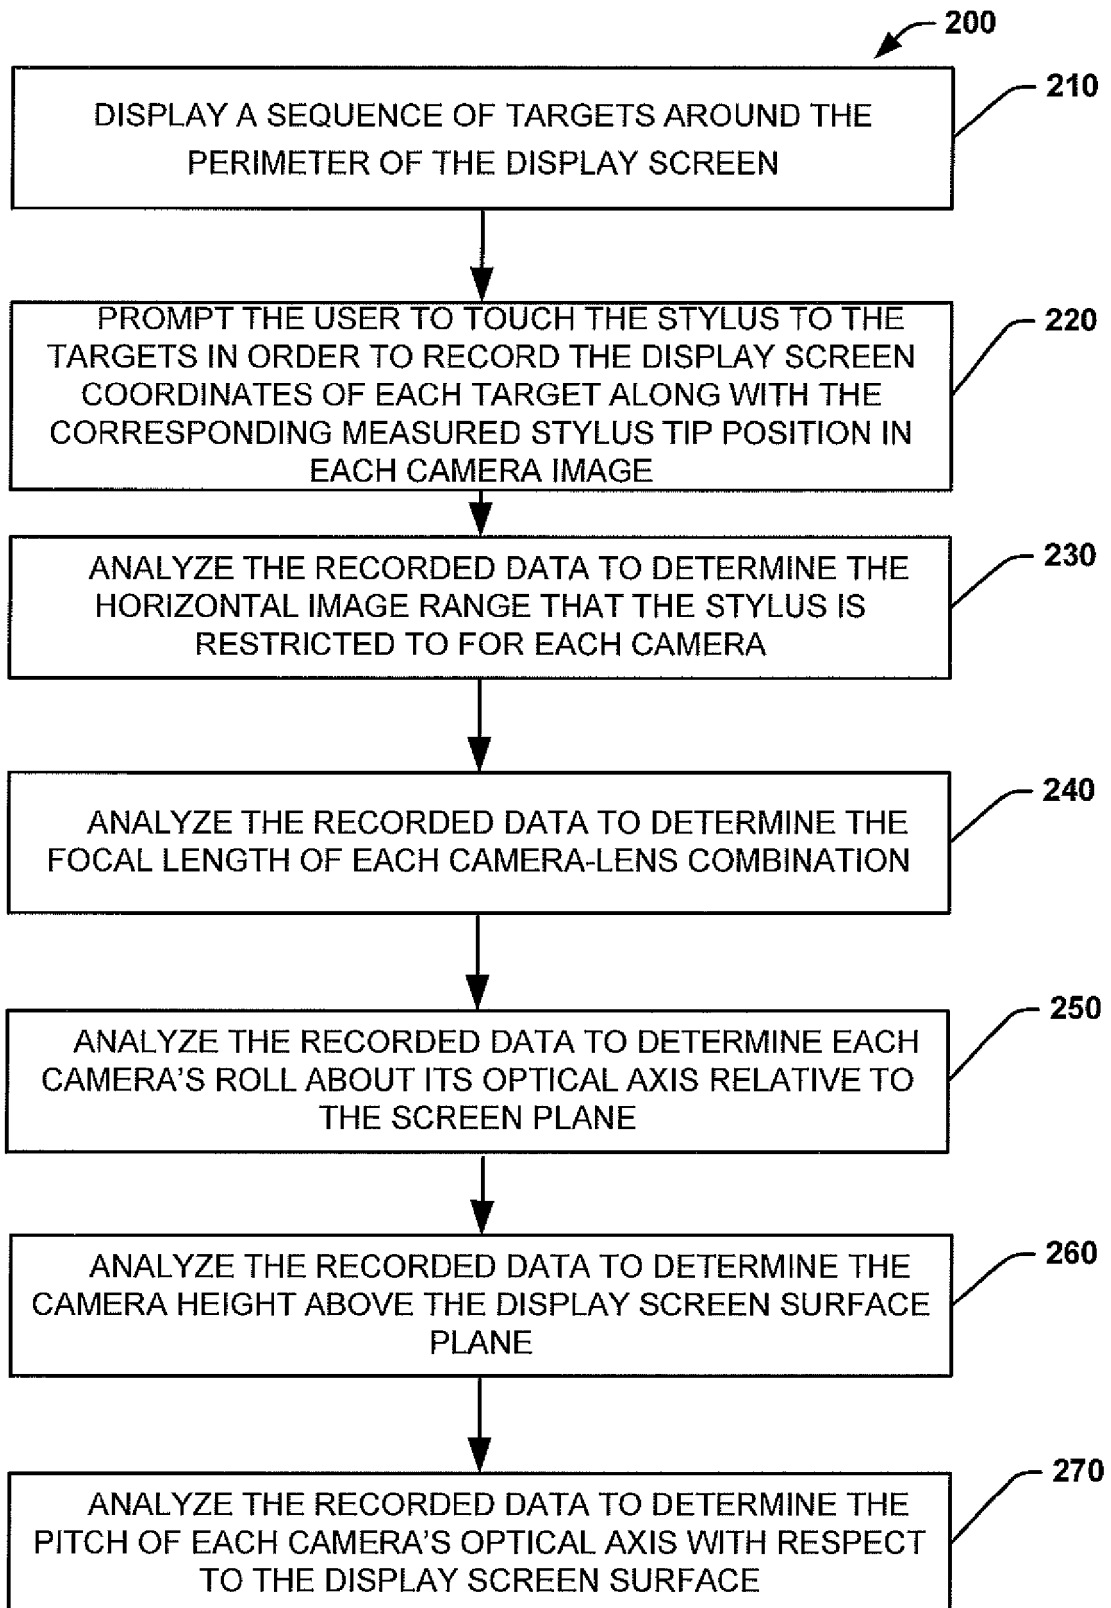 200
210
DISPLAY A SEQUENCE OF TARGETS AROUND THE
PERIMETER OF THE DISPLAY SCREEN
220
PROMPT THE USER TO TOUCH THE STYLUS TO THE
TARGETS IN ORDER TO RECORD THE DISPLAY SCREEN
COORDINATES OF EACH TARGET ALONG WITH THE
CORRESPONDING MEASURED STYLUS TIP POSITION IN
EACH CAMERA IMAGE
230
ANALYZE THE RECORDED DATA TO DETERMINE THE
HORIZONTAL IMAGE RANGE THAT THE STYLUS IS
RESTRICTED TO FOR EACH CAMERA
240
ANALYZE THE RECORDED DATA TO DETERMINE THE
FOCAL LENGTH OF EACH CAMERA-LENS COMBINATION
250
ANALYZE THE RECORDED DATA TO DETERMINE EACH
CAMERA'S ROLL ABOUT ITS OPTICAL AXIS RELATIVE TO
THE SCREEN PLANE
260
ANALYZE THE RECORDED DATA TO DETERMINE THE
CAMERA HEIGHT ABOVE THE DISPLAY SCREEN SURFACE
PLANE
270
ANALYZE THE RECORDED DATA TO DETERMINE THE
PITCH OF EACH CAMERA'S OPTICAL AXIS WITH RESPECT
TO THE DISPLAY SCREEN SURFACE